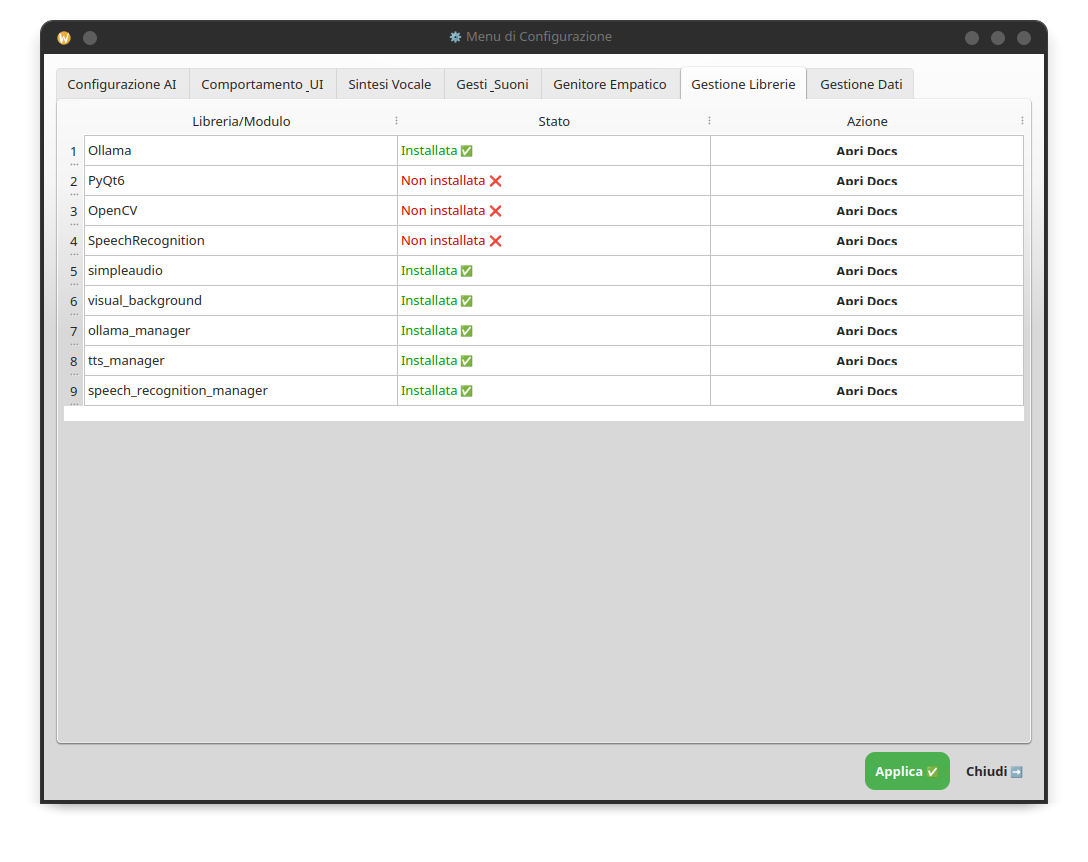 ⚙️ Menu di Configurazione
Configurazione AI Comportamento _UI Sintesi Vocale Gesti _Suoni Genitore Empatico Gestione Librerie Gestione Dati
Libreria/Modulo Stato Azione
1 Ollama Installata ✅ Apri Docs
2 PyQt6 Non installata ❌ Apri Docs
3 OpenCV Non installata ❌ Apri Docs
4 SpeechRecognition Non installata ❌ Apri Docs
5 simpleaudio Installata ✅ Apri Docs
6 visual_background Installata ✅ Apri Docs
7 ollama_manager Installata ✅ Apri Docs
8 tts_manager Installata ✅ Apri Docs
9 speech_recognition_manager Installata ✅ Apri Docs
Applica ✅ Chiudi ➡️